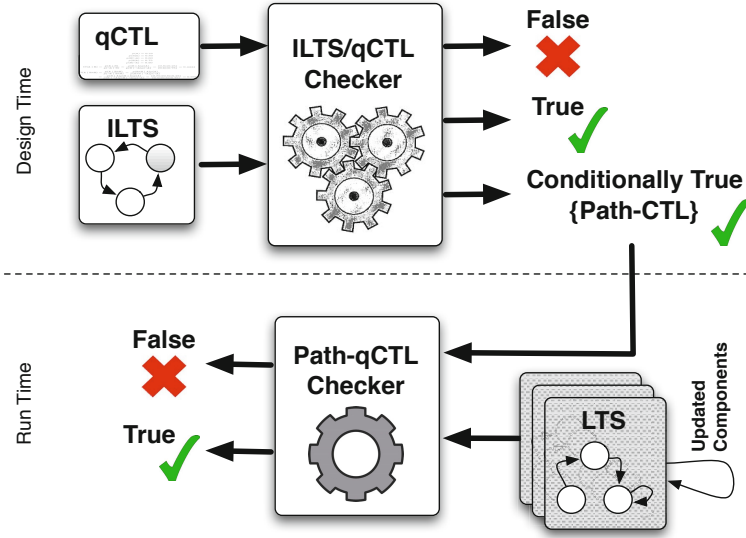 Design Time
qCTL
ILTS
ILTS/qCTL
Checker
False
True
Conditionally True
{Path-CTL}
Run Time
False
True
Path-qCTL
Checker
LTS
Updated
Components